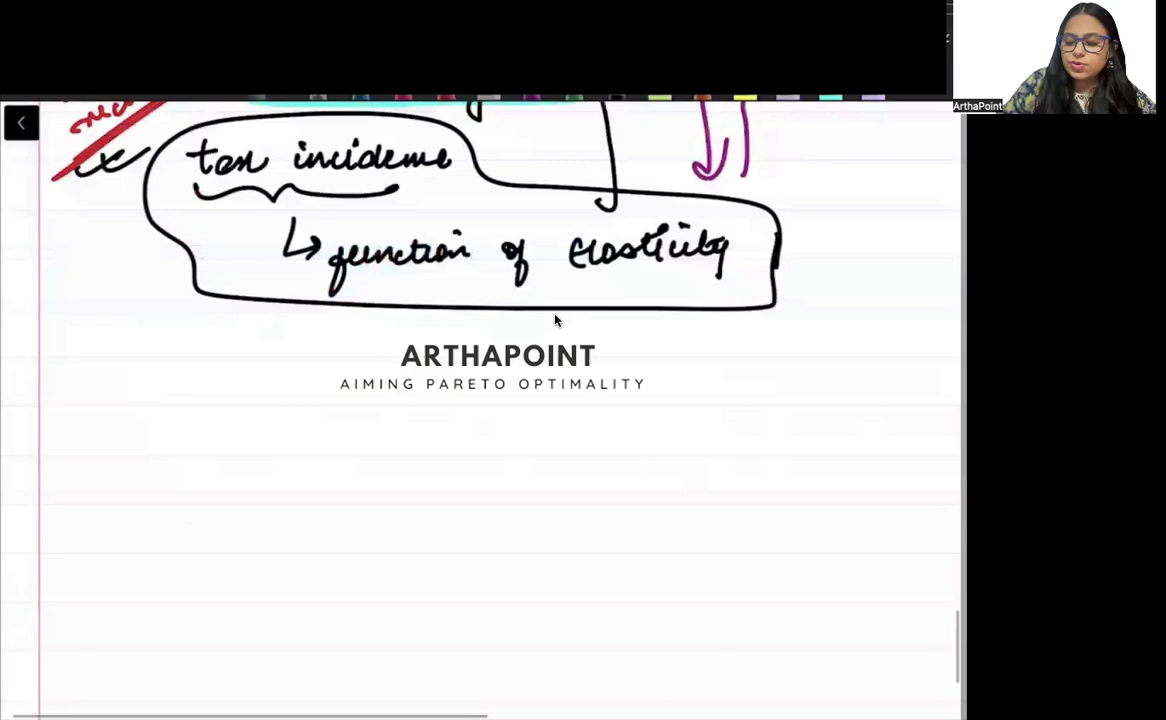 tax incidence
↳ function of Elasticity
ARTHAPOINT
AIMING PARETO OPTIMALITY
ArthaPoint